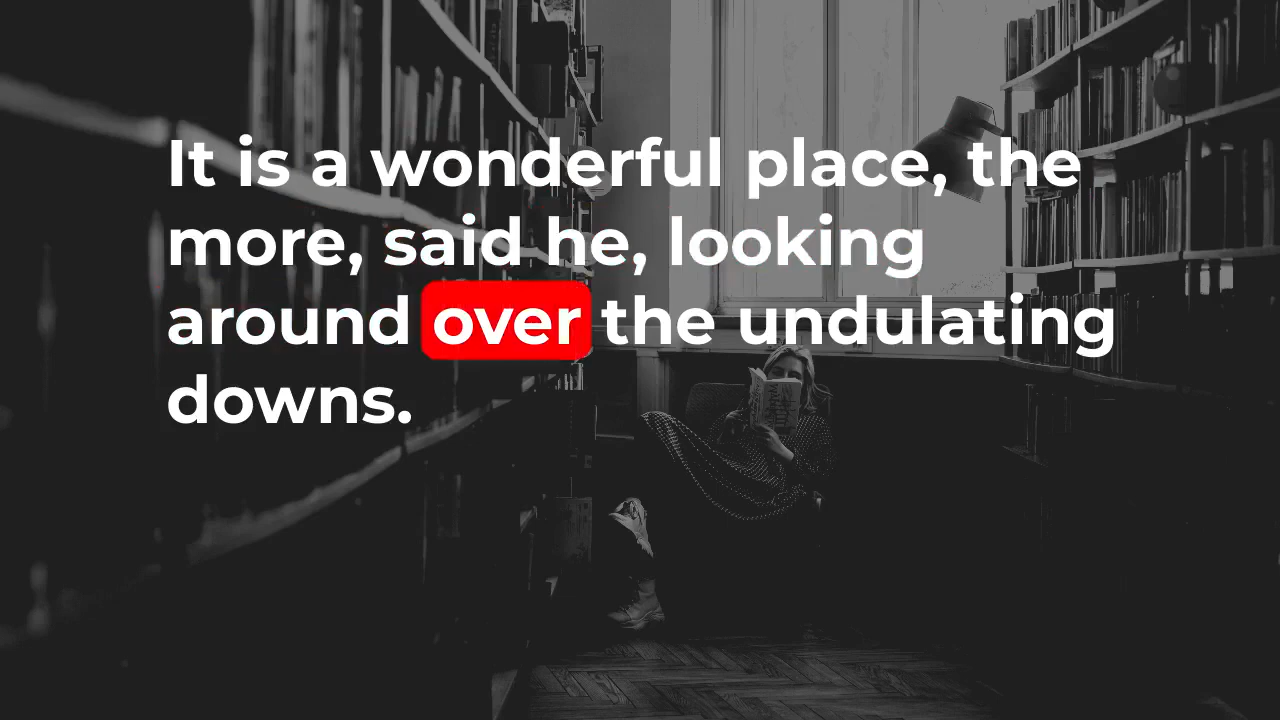 It is a wonderful place, the
more, said he, looking
around over the undulating
downs.